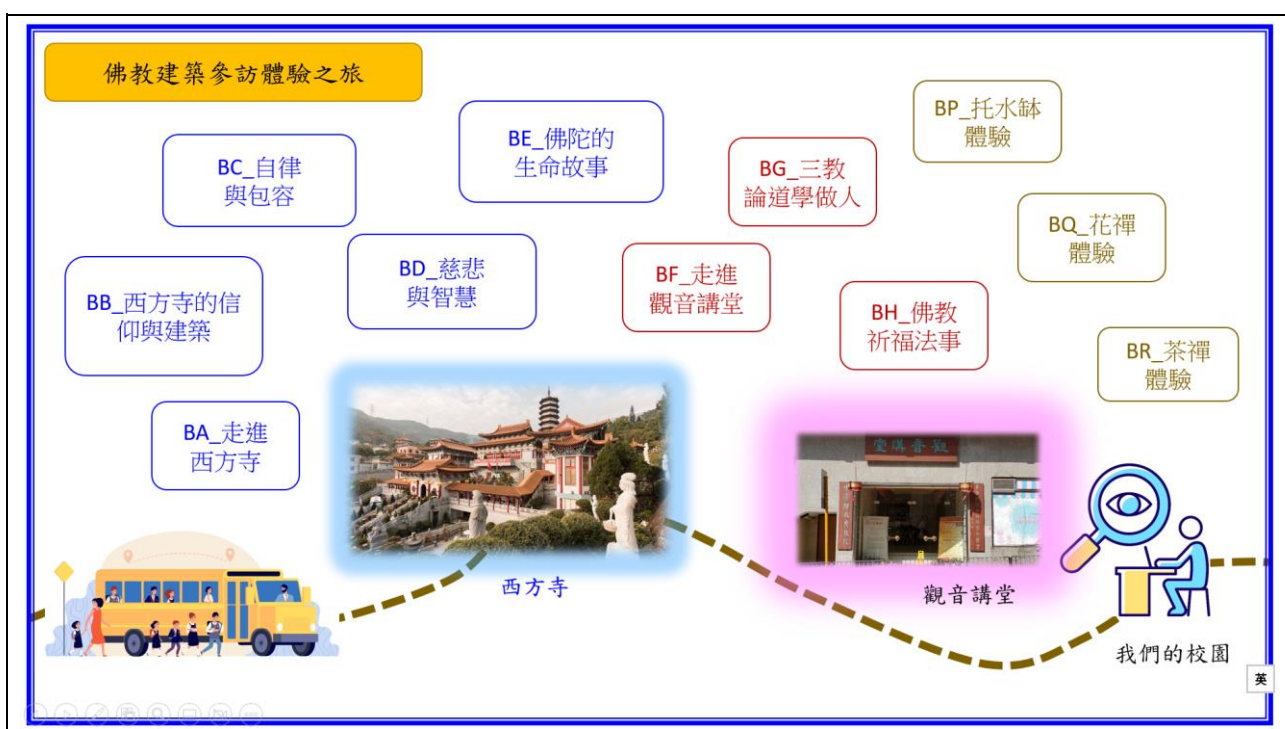 佛教建築參訪體驗之旅
BP_托水缽
體驗
BE_佛陀的
生命故事
BC_自律
與包容
BG_三教
論道學做人
BQ_花禪
體驗
BD_慈悲
與智慧
BF_走進
觀音講堂
BB_西方寺的信
仰與建築
BH_佛教
祈福法事
BR_茶禪
體驗
BA_走進
西方寺
堂講音觀
西方寺
觀音講堂
我們的校園
英